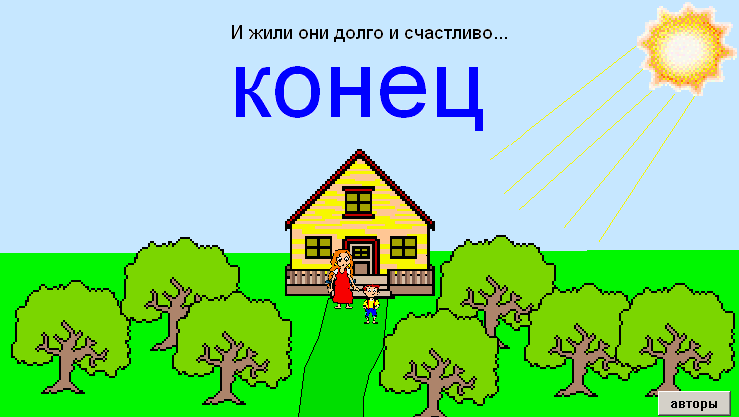 И жили они долго и счастливо...
конец
авторы